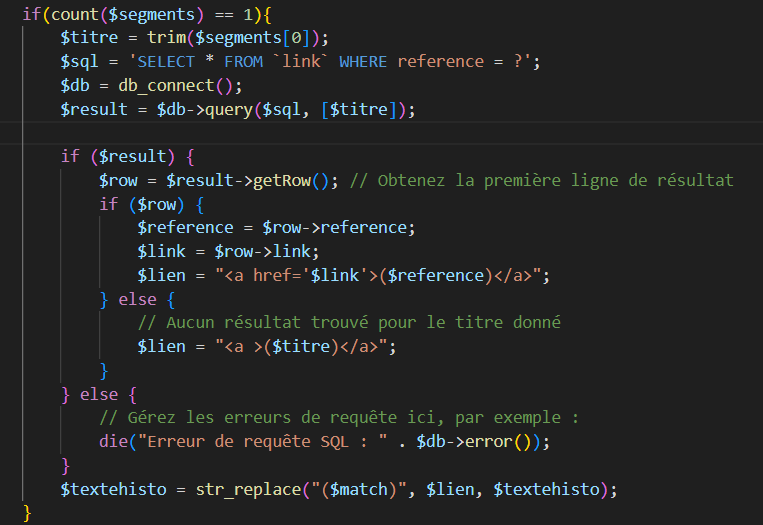 if(count($segments) == 1){
$titre = trim($segments[0]);
$sql = 'SELECT * FROM `link` WHERE reference = ?';
$db = db_connect();
$result = $db->query($sql, [$titre]);
if ($result) {
$row = $result->getRow(); // Obtenez la première ligne de résultat
if ($row) {
$reference = $row->reference;
$link = $row->link;
$lien = "<a href='$link'>($reference)</a>";
} else {
// Aucun résultat trouvé pour le titre donné
$lien = "<a >($titre)</a>";
}
} else {
// Gérez les erreurs de requête ici, par exemple :
die("Erreur de requête SQL : " . $db->error());
}
$textehisto = str_replace("($match)", $lien, $textehisto);
}